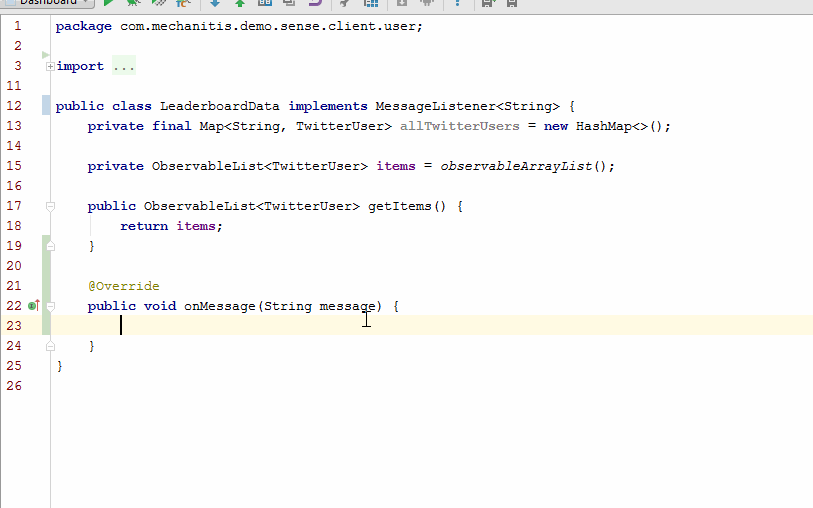 Dashboard
1 package com.mechanitis.demo.sense.client.user;
2
3 import ...
11
12 public class LeaderboardData implements MessageListener<String> {
13 private final Map<String, TwitterUser> allTwitterUsers = new HashMap<>();
14
15 private ObservableList<TwitterUser> items = observableArrayList();
16
17 public ObservableList<TwitterUser> getItems() {
18 return items;
19 }
20
21 @Override
22 public void onMessage(String message) {
23
24 }
25 }
26